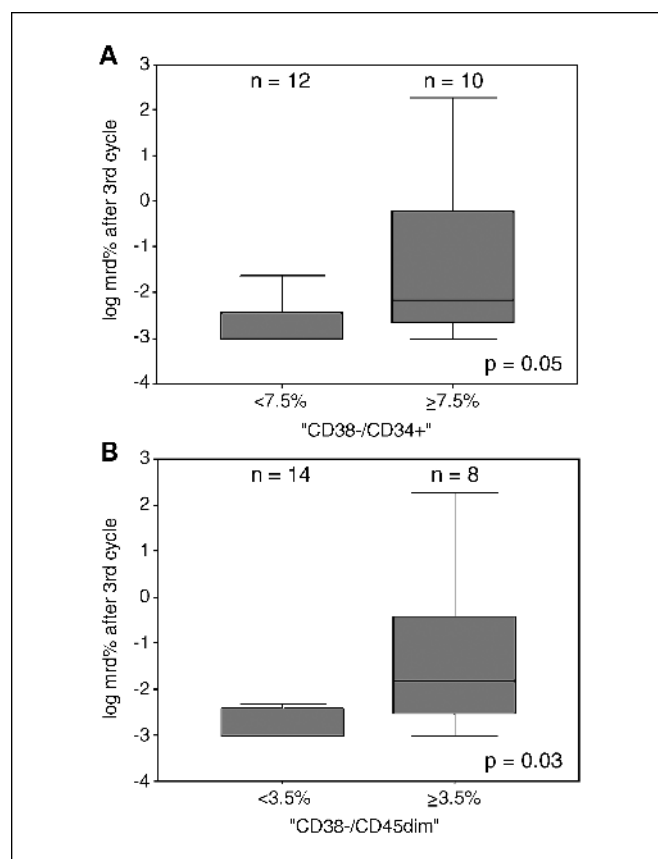 A
3
n = 12
n = 10
2
1
0
-1
-2
-3
-4
log mrd% after 3rd cycle
p = 0.05
<7.5%
≥7.5%
"CD38-/CD34+"
B
3
n = 14
n = 8
2
1
0
-1
-2
-3
-4
log mrd% after 3rd cycle
p = 0.03
<3.5%
≥3.5%
"CD38-/CD45dim"